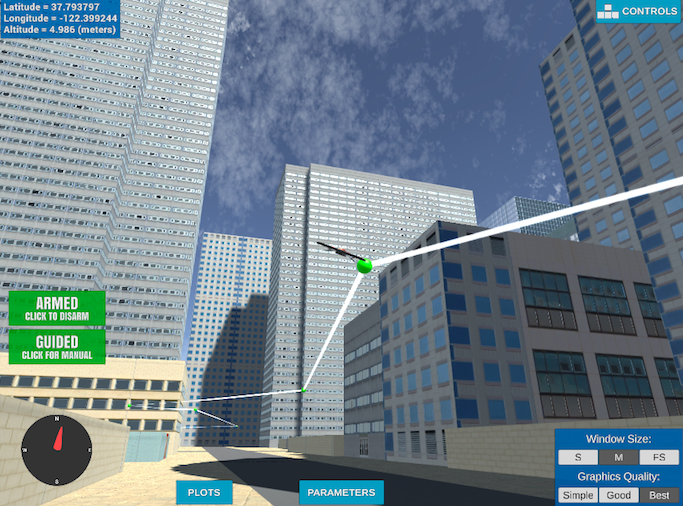 Latitude = 37.793797
Longitude = -122.399244
Altitude = 4.986 (meters)
CONTROLS
ARMED
CLICK TO DISARM
GUIDED
CLICK FOR MANUAL
N
W
E
S
PLOTS
PARAMETERS
Window Size:
S M FS
Graphics Quality:
Simple Good Best